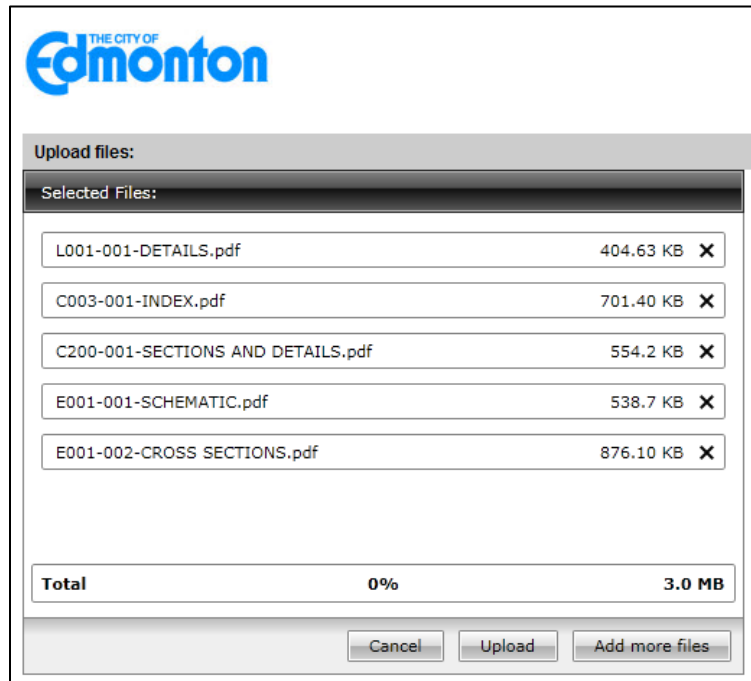 THE CITY OF
Edmonton
Upload files:
Selected Files:
L001-001-DETAILS.pdf 404.63 KB
C003-001-INDEX.pdf 701.40 KB
C200-001-SECTIONS AND DETAILS.pdf 554.2 KB
E001-001-SCHEMATIC.pdf 538.7 KB
E001-002-CROSS SECTIONS.pdf 876.10 KB
Total 0% 3.0 MB
Cancel Upload Add more files